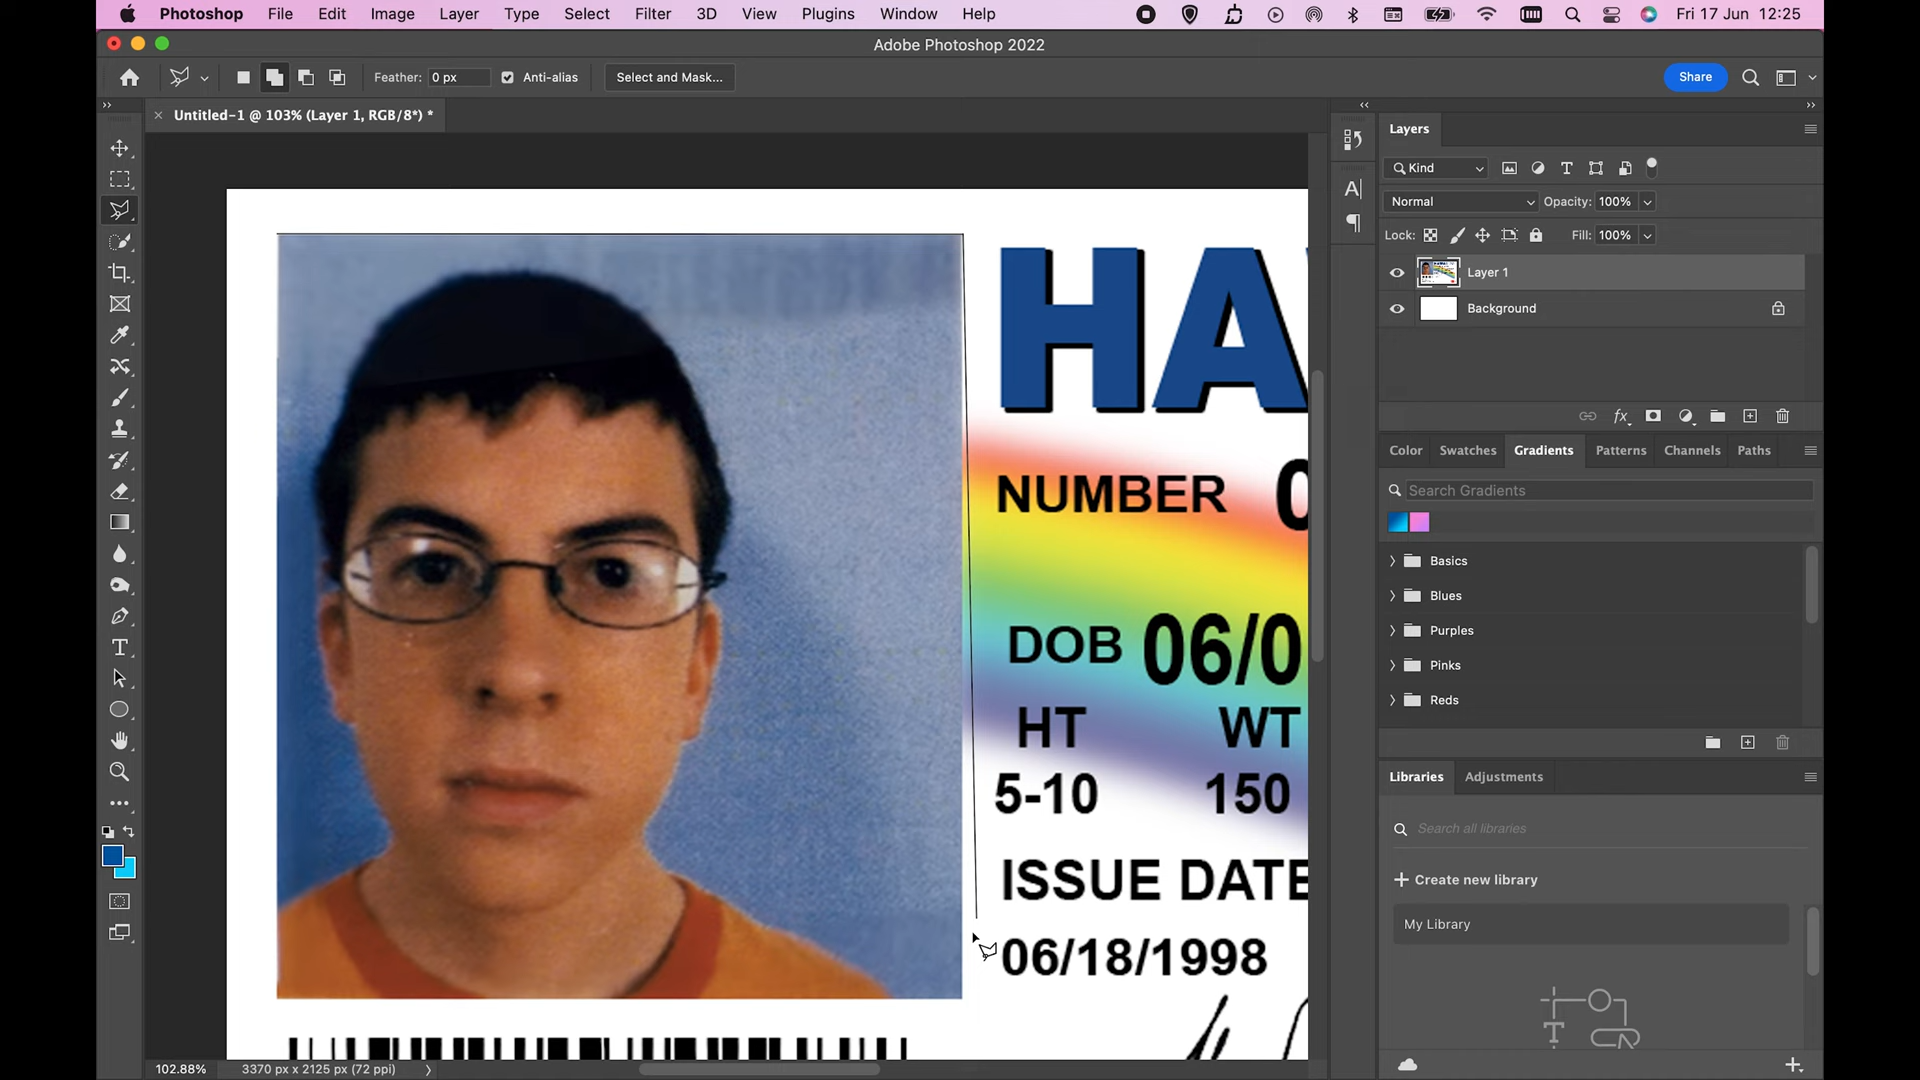 Photoshop File Edit Image Layer Type Select Filter 3D View Plugins Window Help Fri 17 Jun 12:25
Adobe Photoshop 2022
Feather: 0 px Anti-alias Select and Mask... Share
Untitled-1 @ 103% (Layer 1, RGB/8*) *
Layers
Kind
Normal Opacity: 100%
Lock: Fill: 100%
Layer 1
Background
fx
Color Swatches Gradients Patterns Channels Paths
Search Gradients
Basics
Blues
Purples
Pinks
Reds
Libraries Adjustments
Search all libraries
+ Create new library
My Library
HA
NUMBER 0
DOB 06/0
HT WT
5-10 150
ISSUE DATE
06/18/1998
102.88% 3370 px x 2125 px (72 ppi)